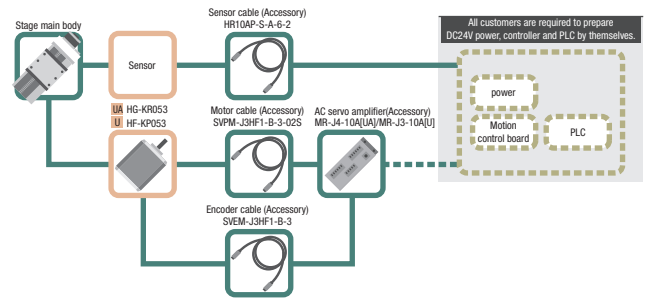 Stage main body
Sensor
Sensor cable (Accessory)
HR10AP-S-A-6-2
All customers are required to prepare
DC24V power, controller and PLC by themselves.
power
Motion
control board
PLC
UA HG-KR053
U HF-KP053
Motor cable (Accessory)
SVPM-J3HF1-B-3-02S
AC servo amplifier(Accessory)
MR-J4-10A[UA]/MR-J3-10A[U]
Encoder cable (Accessory)
SVEM-J3HF1-B-3